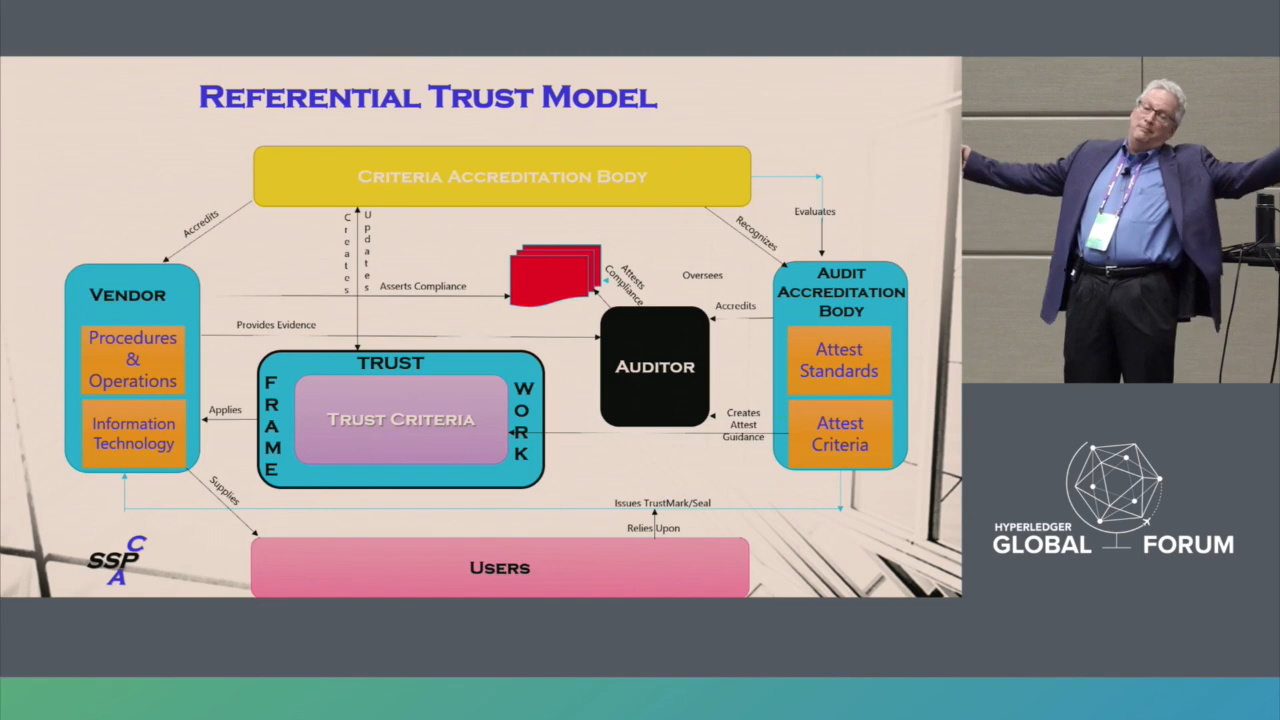 REFERENTIAL TRUST MODEL
CRITERIA ACCREDITATION BODY
Accredits
Creates
Updates
Recognizes
Evaluates
VENDOR
Procedures
&
Operations
Information
Technology
Asserts Compliance
Attests
Compliance
Oversees
AUDIT
ACCREDITATION
BODY
Attest
Standards
Attest
Criteria
Provides Evidence
Accredits
AUDITOR
TRUST
FRAME
TRUST CRITERIA
WORK
Applies
Creates
Attest
Guidance
Supplies
Issues TrustMark/Seal
Relies Upon
SSP
C
A
USERS
HYPERLEDGER
GLOBAL FORUM